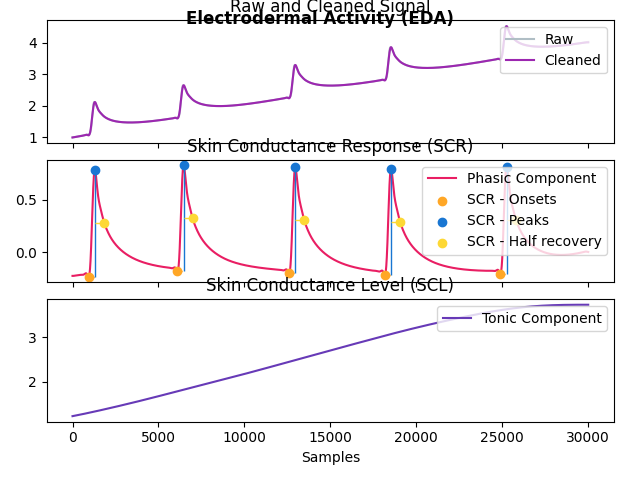 Raw and Cleaned Signal
Electrodermal Activity (EDA)
4
3
2
1
Raw
Cleaned
Skin Conductance Response (SCR)
0.5
0.0
Phasic Component
SCR - Onsets
SCR - Peaks
SCR - Half recovery
Skin Conductance Level (SCL)
3
2
Tonic Component
0 5000 10000 15000 20000 25000 30000
Samples